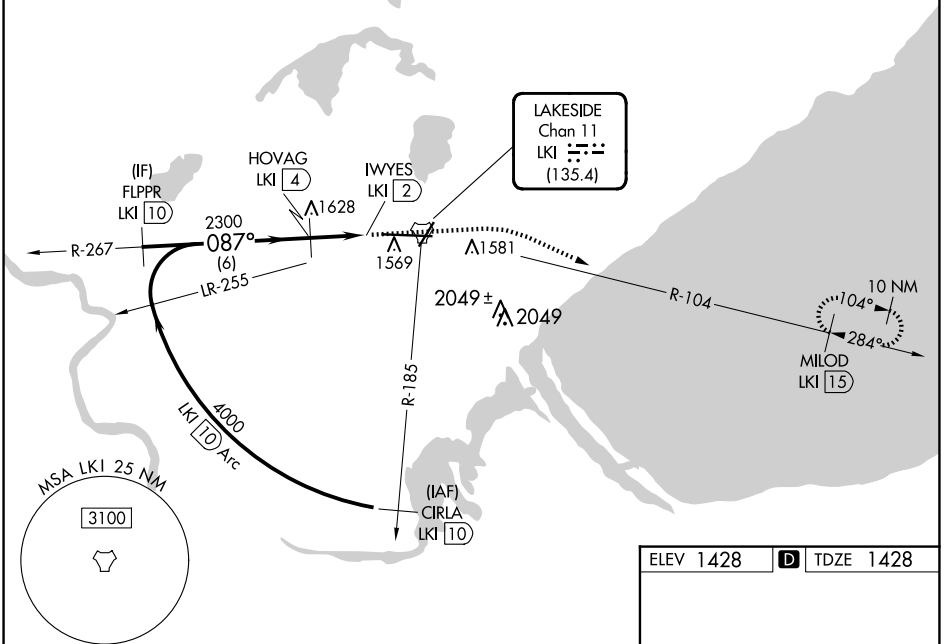 LAKESIDE
Chan 11
LKI
(135.4)
(IF)
FLPPR
LKI 10
HOVAG
LKI 4
IWYES
LKI 2
1628
2300
087°
(6)
R-267
LR-255
1569
1581
2049± 2049
R-104
10 NM
104°
284°
MILOD
LKI 15
R-185
4000
LKI 10 Arc
(IAF)
CIRLA
LKI 10
MSA LKI 25 NM
3100
ELEV 1428 D TDZE 1428